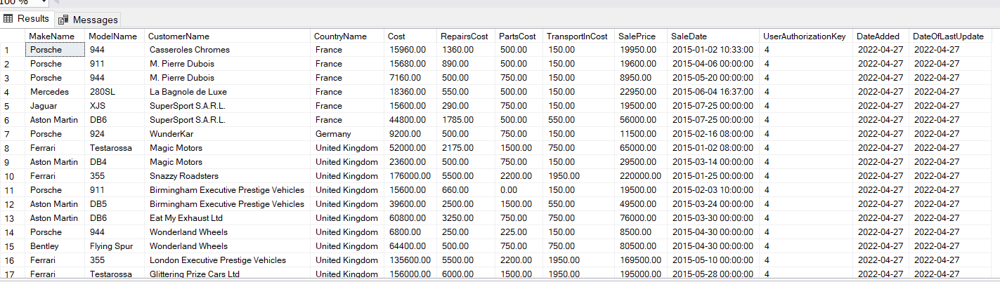 100 %
Results Messages
MakeName ModelName CustomerName CountryName Cost RepairsCost PartsCost TransportInCost SalePrice SaleDate UserAuthorizationKey DateAdded DateOfLastUpdate
1 Porsche 944 Casseroles Chromes France 15960.00 1360.00 500.00 150.00 19950.00 2015-01-02 10:33:00 4 2022-04-27 2022-04-27
2 Porsche 911 M. Pierre Dubois France 15680.00 890.00 500.00 150.00 19600.00 2015-04-06 00:00:00 4 2022-04-27 2022-04-27
3 Porsche 944 M. Pierre Dubois France 7160.00 500.00 750.00 150.00 8950.00 2015-05-20 00:00:00 4 2022-04-27 2022-04-27
4 Mercedes 280SL La Bagnole de Luxe France 18360.00 550.00 500.00 150.00 22950.00 2015-06-04 16:37:00 4 2022-04-27 2022-04-27
5 Jaguar XJS SuperSport S.A.R.L. France 15600.00 290.00 750.00 150.00 19500.00 2015-07-25 00:00:00 4 2022-04-27 2022-04-27
6 Aston Martin DB6 SuperSport S.A.R.L. France 44800.00 1785.00 500.00 550.00 56000.00 2015-07-25 00:00:00 4 2022-04-27 2022-04-27
7 Porsche 924 WunderKar Germany 9200.00 500.00 750.00 150.00 11500.00 2015-02-16 08:00:00 4 2022-04-27 2022-04-27
8 Ferrari Testarossa Magic Motors United Kingdom 52000.00 2175.00 1500.00 750.00 65000.00 2015-01-02 08:00:00 4 2022-04-27 2022-04-27
9 Aston Martin DB4 Magic Motors United Kingdom 23600.00 500.00 750.00 150.00 29500.00 2015-03-14 00:00:00 4 2022-04-27 2022-04-27
10 Ferrari 355 Snazzy Roadsters United Kingdom 176000.00 5500.00 2200.00 1950.00 220000.00 2015-01-25 00:00:00 4 2022-04-27 2022-04-27
11 Porsche 911 Birmingham Executive Prestige Vehicles United Kingdom 15600.00 660.00 0.00 150.00 19500.00 2015-02-03 10:00:00 4 2022-04-27 2022-04-27
12 Aston Martin DB5 Birmingham Executive Prestige Vehicles United Kingdom 39600.00 2500.00 1500.00 550.00 49500.00 2015-03-24 00:00:00 4 2022-04-27 2022-04-27
13 Aston Martin DB6 Eat My Exhaust Ltd United Kingdom 60800.00 3250.00 750.00 750.00 76000.00 2015-03-30 00:00:00 4 2022-04-27 2022-04-27
14 Porsche 944 Wonderland Wheels United Kingdom 6800.00 250.00 225.00 150.00 8500.00 2015-04-30 00:00:00 4 2022-04-27 2022-04-27
15 Bentley Flying Spur Wonderland Wheels United Kingdom 64400.00 500.00 750.00 750.00 80500.00 2015-04-30 00:00:00 4 2022-04-27 2022-04-27
16 Ferrari 355 London Executive Prestige Vehicles United Kingdom 135600.00 5500.00 2200.00 1950.00 169500.00 2015-05-10 00:00:00 4 2022-04-27 2022-04-27
17 Ferrari Testarossa Glittering Prize Cars Ltd United Kingdom 156000.00 6000.00 1500.00 1950.00 195000.00 2015-05-28 00:00:00 4 2022-04-27 2022-04-27